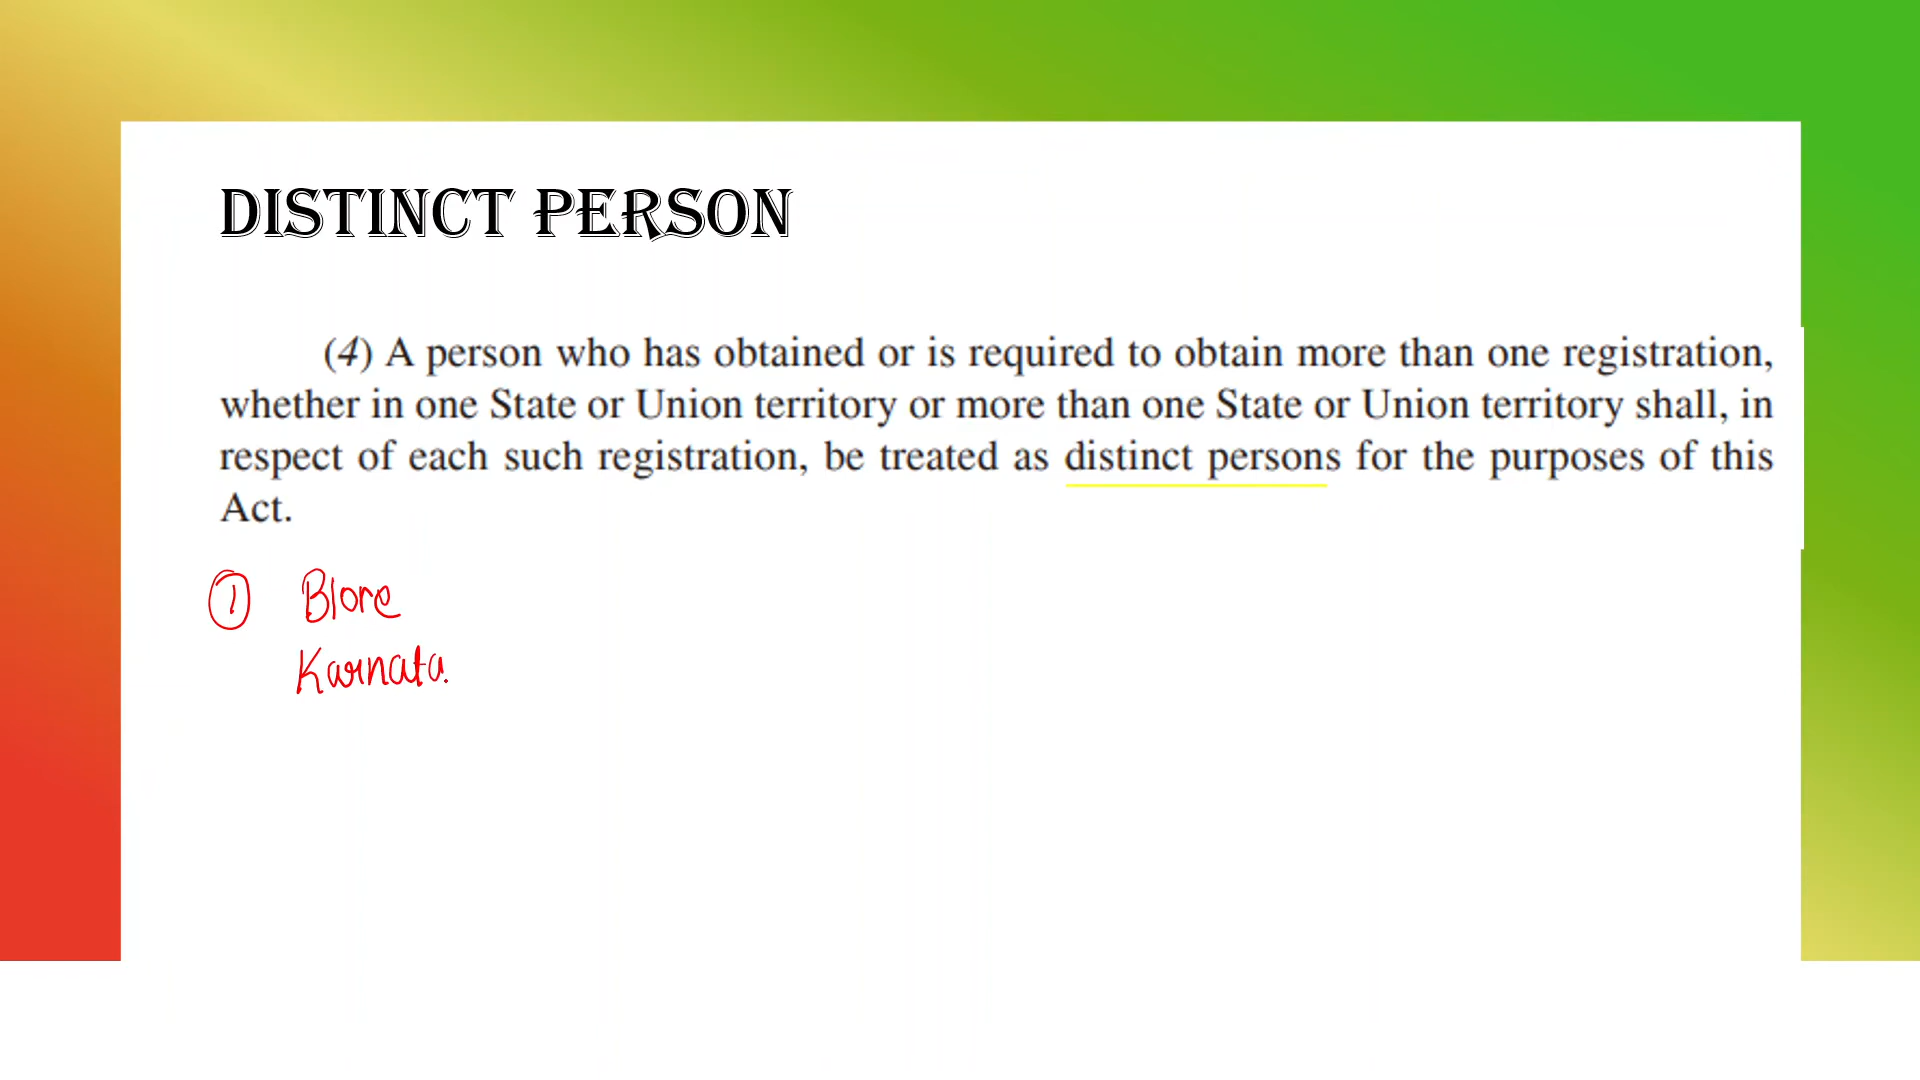 DISTINCT PERSON
(4) A person who has obtained or is required to obtain more than one registration,
whether in one State or Union territory or more than one State or Union territory shall, in
respect of each such registration, be treated as distinct persons for the purposes of this
Act.
1 Blore
Karnata.